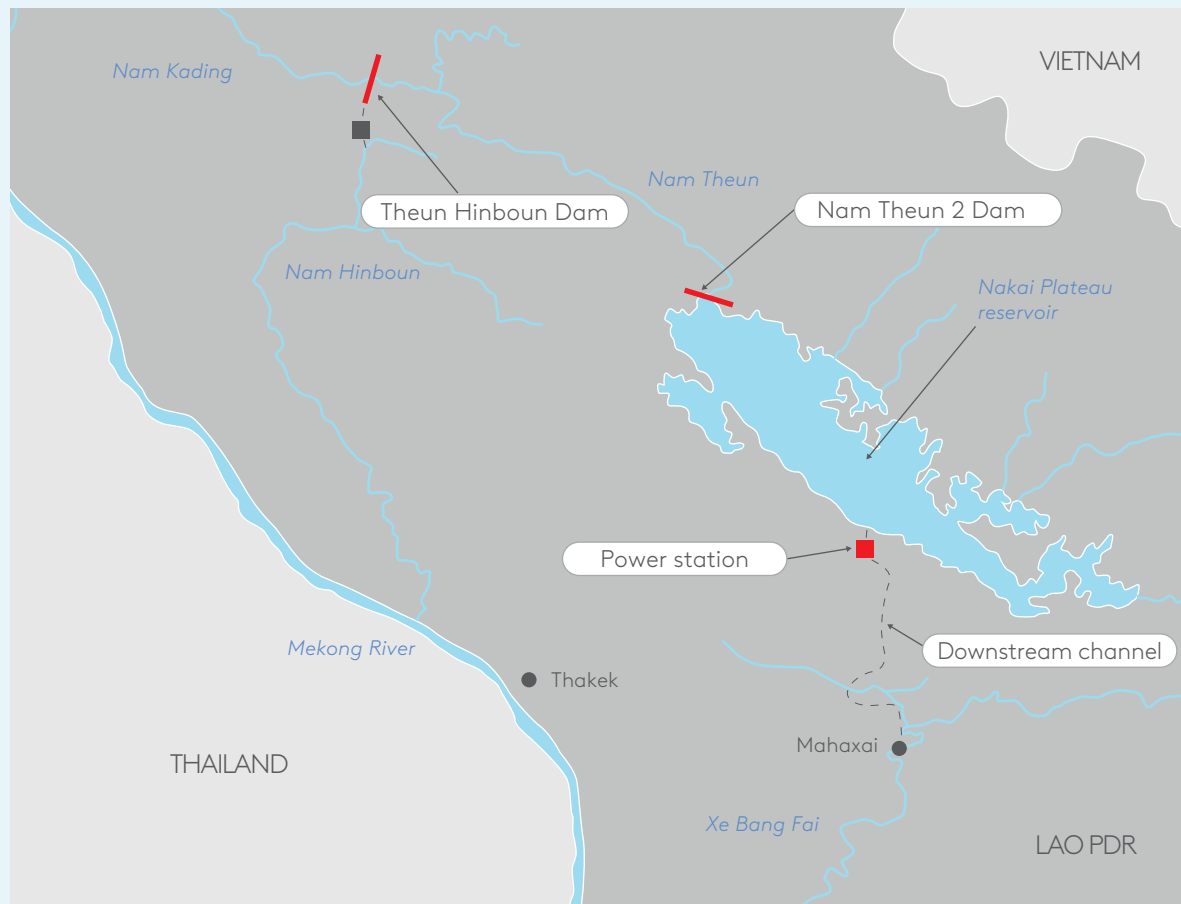 VIETNAM
Nam Kading
Nam Theun
Theun Hinboun Dam
Nam Theun 2 Dam
Nam Hinboun
Nakai Plateau
reservoir
Power station
Mekong River
Downstream channel
Thakek
Mahaxai
THAILAND
Xe Bang Fai
LAO PDR